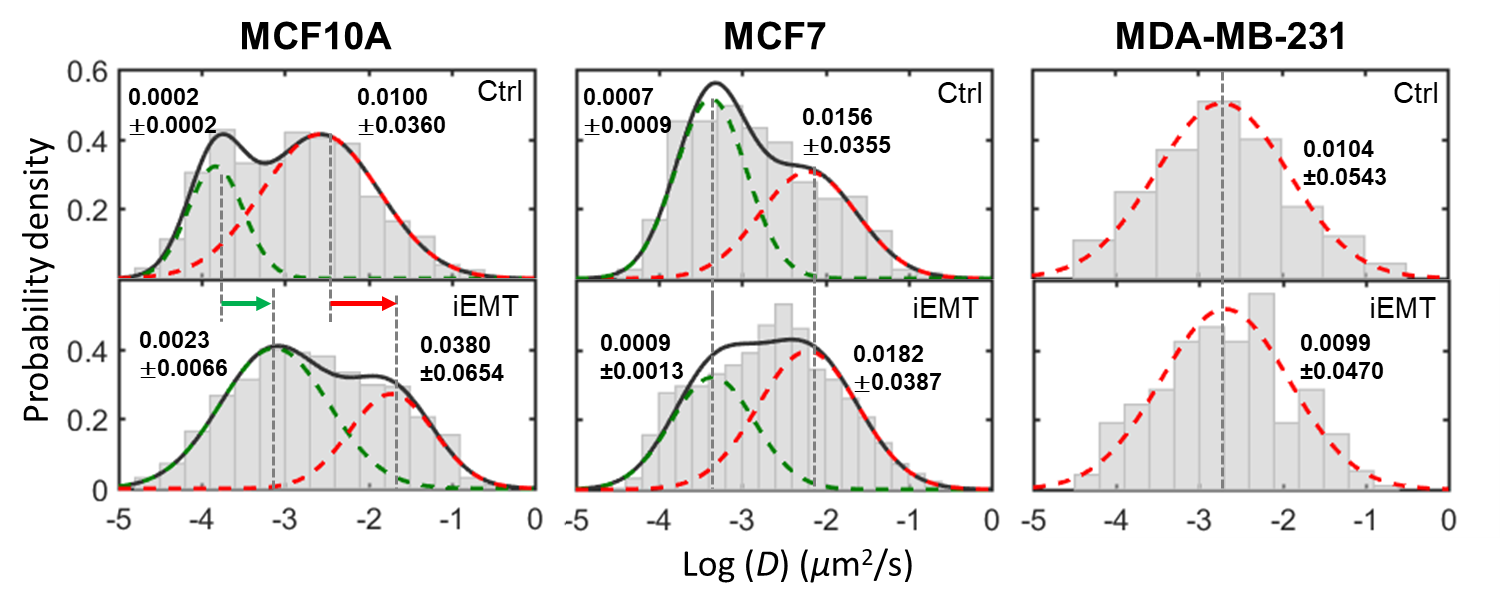 MCF10A
MCF7
MDA-MB-231
Probability density
0.6
0.4
0.2
0.0002
±0.0002
0.0100
±0.0360
Ctrl
0.0007
±0.0009
0.0156
±0.0355
Ctrl
0.0104
±0.0543
Ctrl
0.4
0.2
0
0.0023
±0.0066
0.0380
±0.0654
iEMT
0.0009
±0.0013
0.0182
±0.0387
iEMT
0.0099
±0.0470
iEMT
-5 -4 -3 -2 -1 0
-5 -4 -3 -2 -1 0
-5 -4 -3 -2 -1 0
Log (D) (μm²/s)